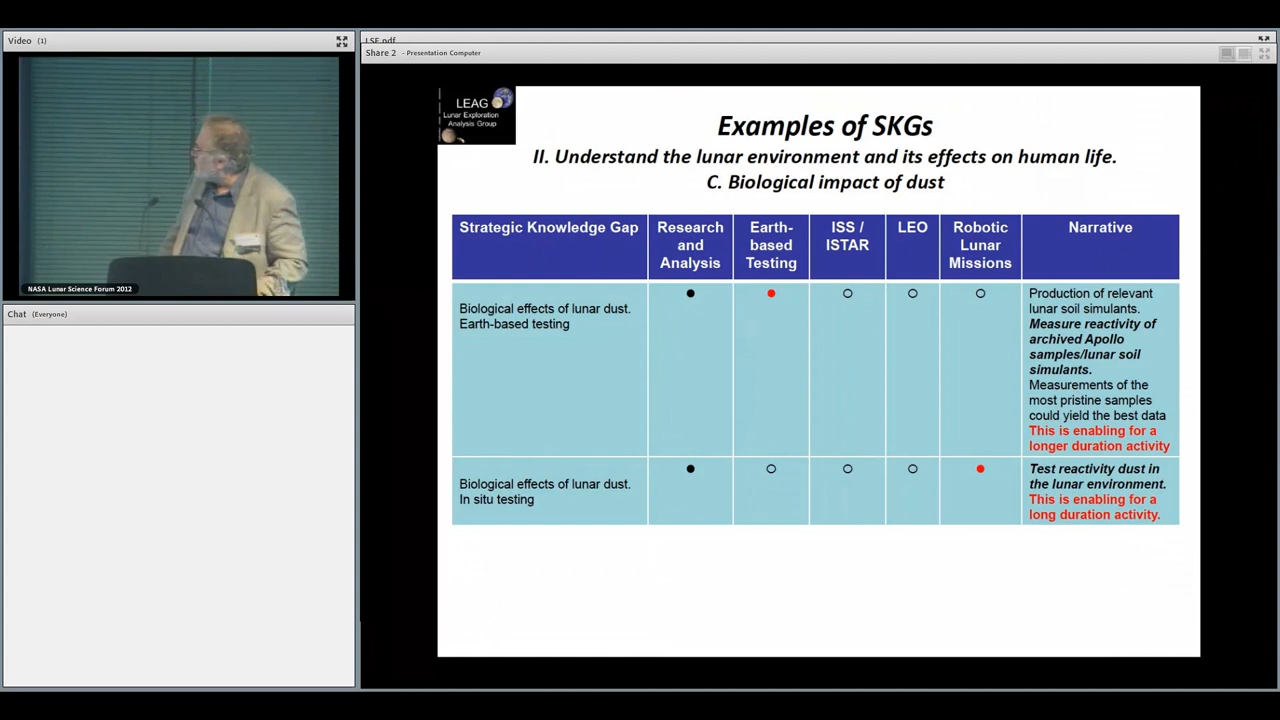 Video (1)
LSF.pdf
Share 2 - Presentation Computer
NASA Lunar Science Forum 2012
Chat (Everyone)
LEAG
Lunar Exploration
Analysis Group
Examples of SKGs
II. Understand the lunar environment and its effects on human life.
C. Biological impact of dust
Strategic Knowledge Gap
Research
and
Analysis
Earth-
based
Testing
ISS /
ISTAR
LEO
Robotic
Lunar
Missions
Narrative
Biological effects of lunar dust.
Earth-based testing
Production of relevant
lunar soil simulants.
Measure reactivity of
archived Apollo
samples/lunar soil
simulants.
Measurements of the
most pristine samples
could yield the best data
This is enabling for a
longer duration activity
Biological effects of lunar dust.
In situ testing
Test reactivity dust in
the lunar environment.
This is enabling for a
long duration activity.